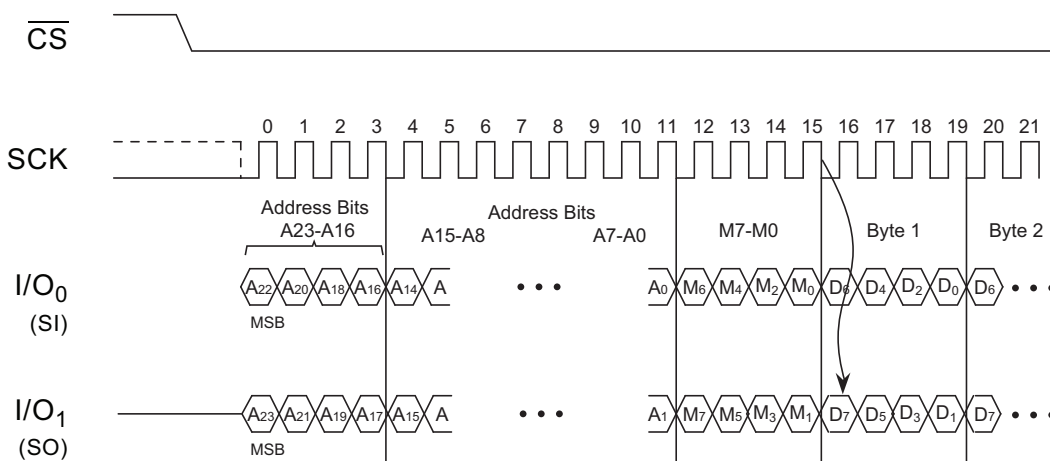 CS
0 1 2 3 4 5 6 7 8 9 10 11 12 13 14 15 16 17 18 19 20 21
SCK
Address Bits
A23-A16
Address Bits
A15-A8 A7-A0 M7-M0 Byte 1 Byte 2
I/O0
(SI)
A22 A20 A18 A16 A14 A • • • A0 M6 M4 M2 M0 D6 D4 D2 D0 D6 • • •
MSB
I/O1
(SO)
A23 A21 A19 A17 A15 A • • • A1 M7 M5 M3 M1 D7 D5 D3 D1 D7 • • •
MSB